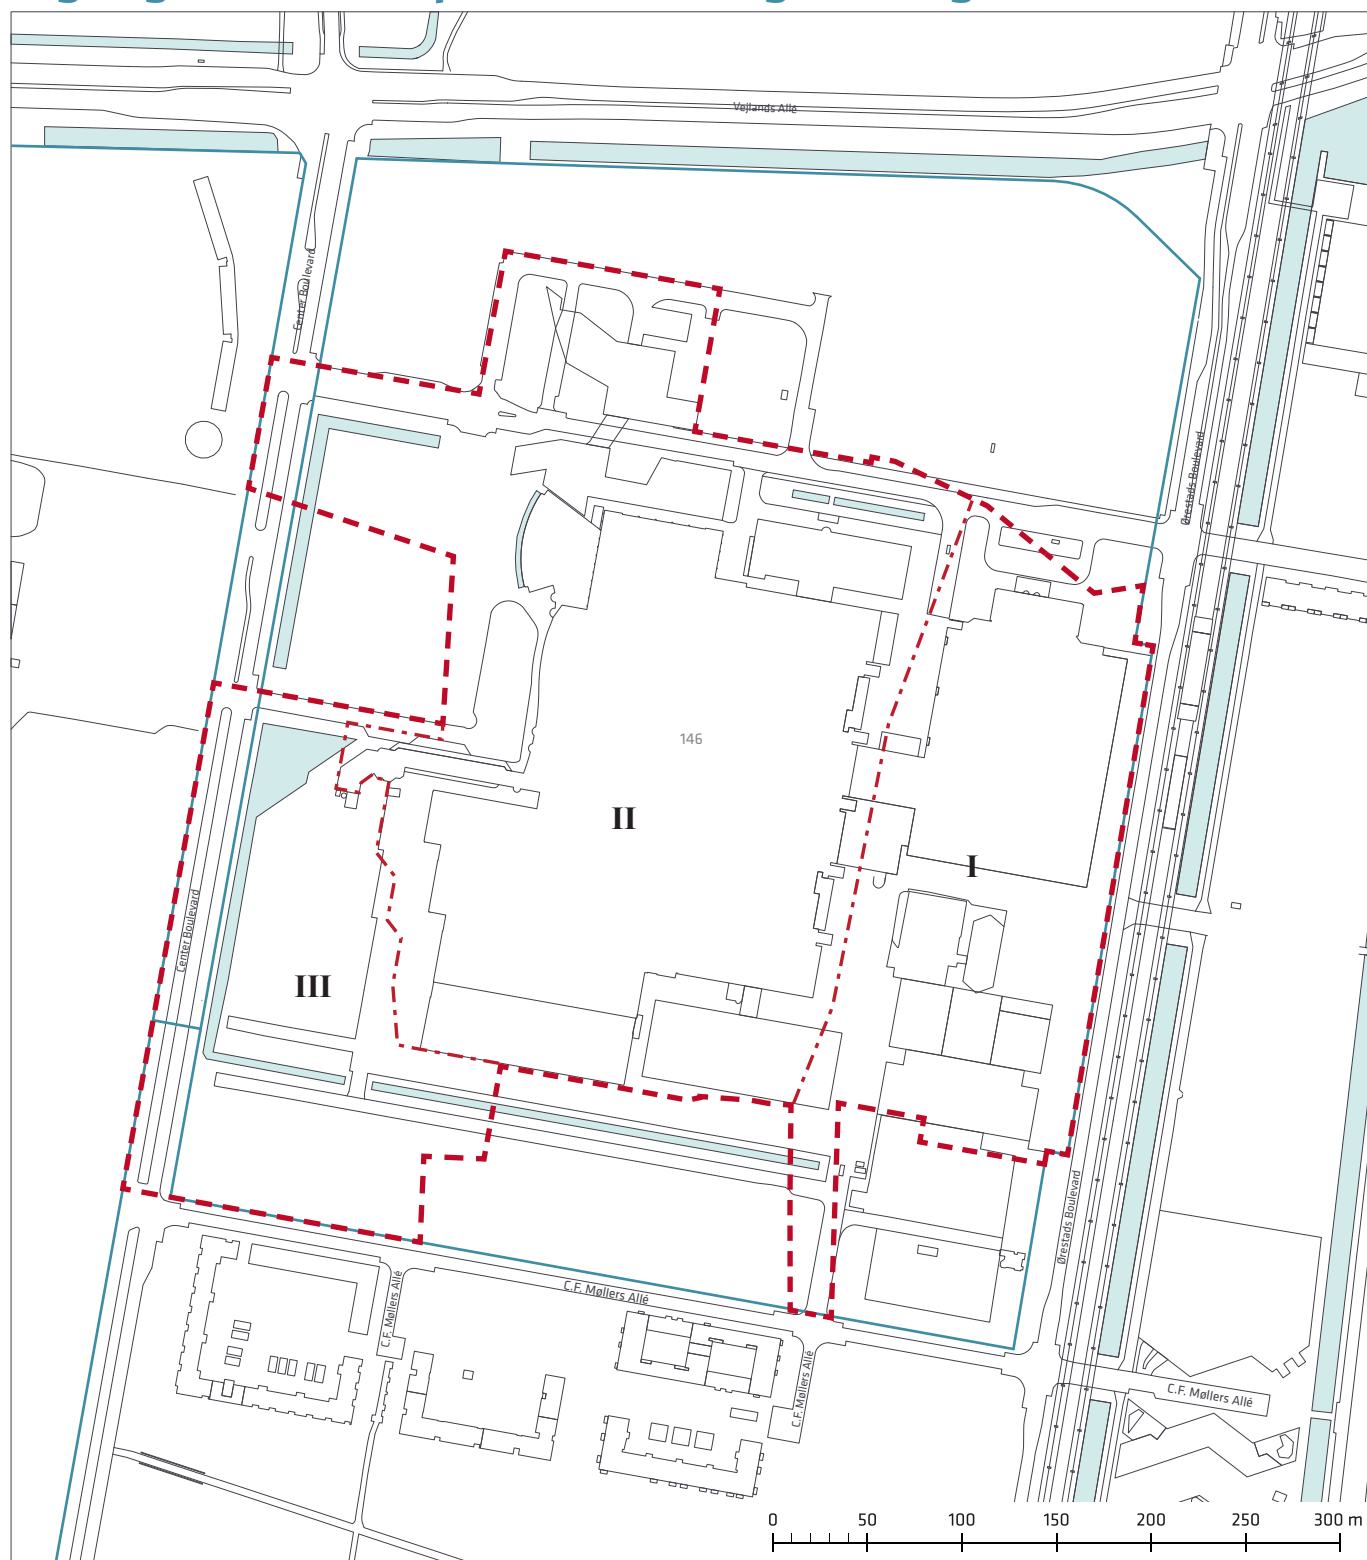 Vejlands Allé
Center Boulevard
Ørestads Boulevard
146
II
I
Center Boulevard
III
Ørestads Boulevard
C.F. Møllers Allé
C.F. Møllers Allé
C.F. Møllers Allé
C.F. Møllers Allé
0 50 100 150 200 250 300 m